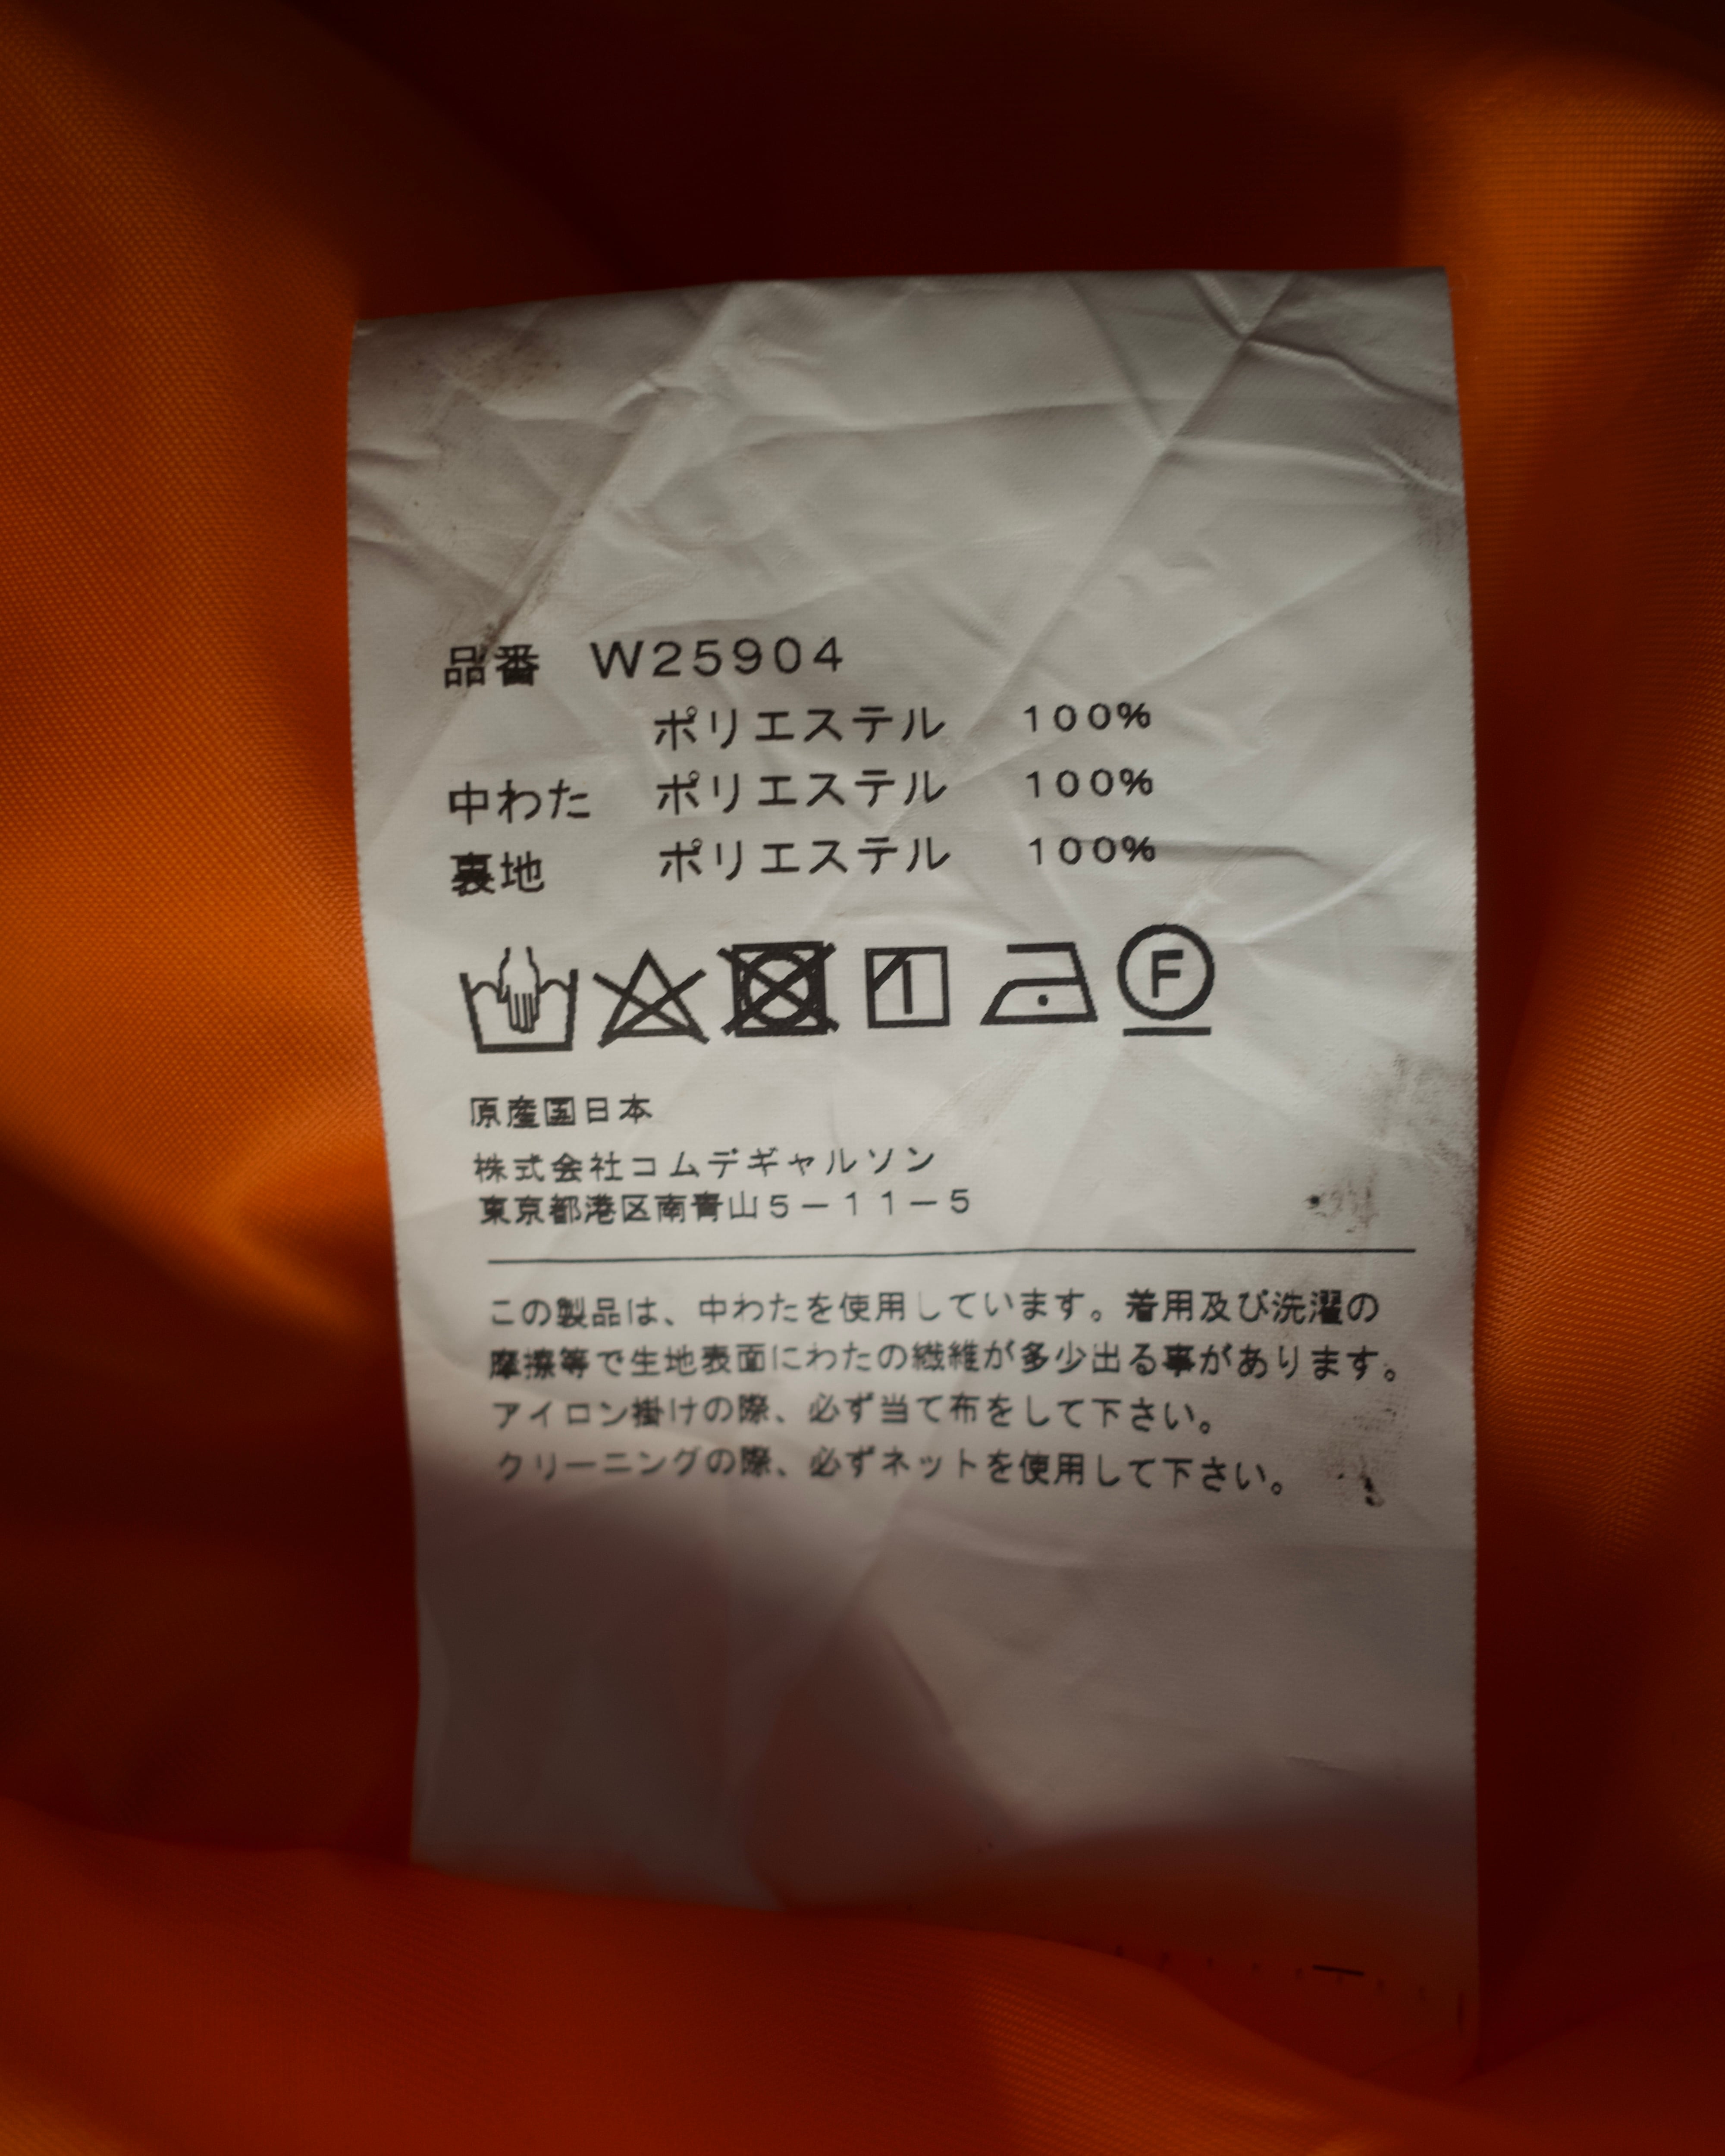 品番 W25904
ポリエステル 100%
中わた ポリエステル 100%
裏地 ポリエステル 100%
F
原産国日本
株式会社コムデギャルソン
東京都港区南青山5-11-5
この製品は、中わたを使用しています。着用及び洗濯の
摩擦等で生地表面にわたの繊維が多少出る事があります。
アイロン掛けの際、必ず当て布をして下さい。
クリーニングの際、必ずネットを使用して下さい。